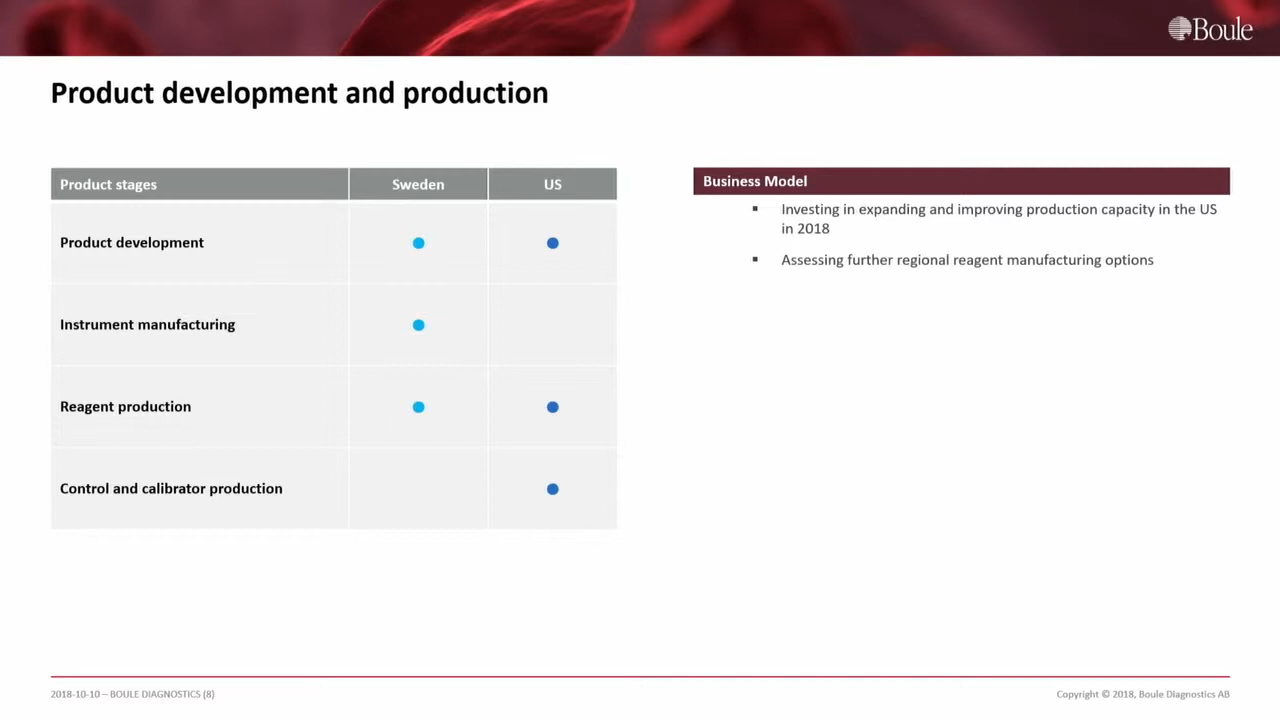 Boule
Product development and production
Product stages Sweden US
Product development
Instrument manufacturing
Reagent production
Control and calibrator production
Business Model
▪ Investing in expanding and improving production capacity in the US
in 2018
▪ Assessing further regional reagent manufacturing options
2018-10-10 – BOULE DIAGNOSTICS (8)
Copyright © 2018, Boule Diagnostics AB